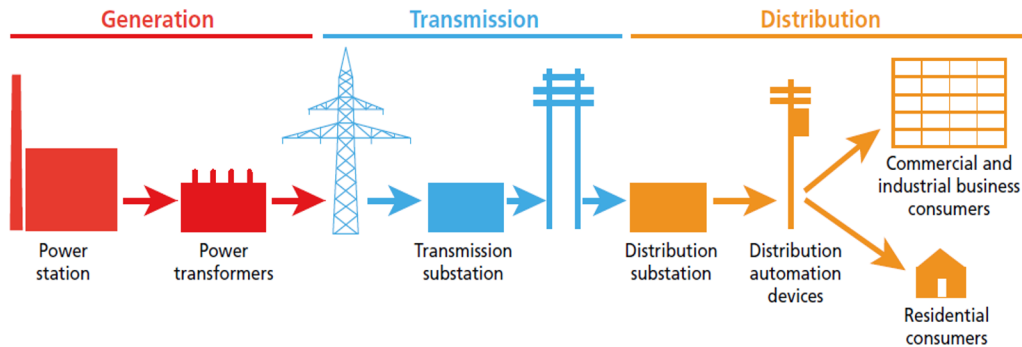 Generation
Transmission
Distribution
Power
station
Power
transformers
Transmission
substation
Distribution
substation
Distribution
automation
devices
Commercial and
industrial business
consumers
Residential
consumers